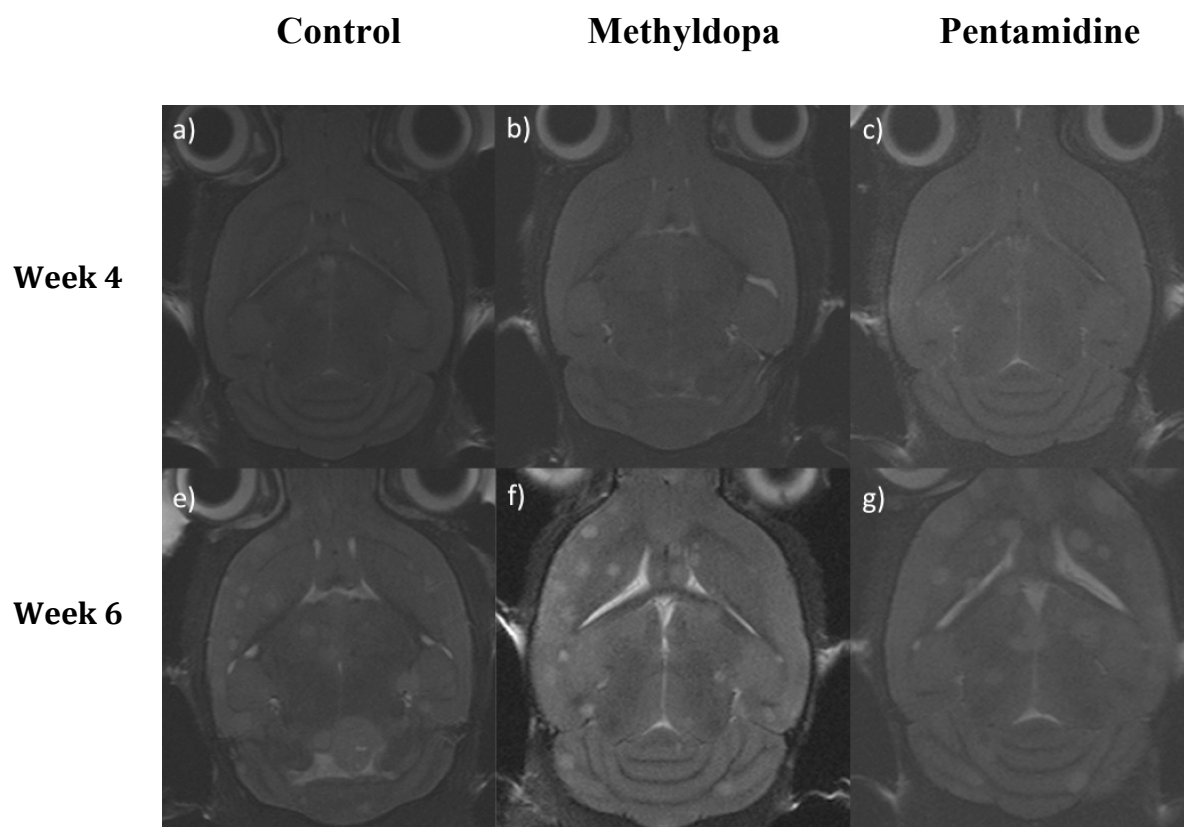 Control Methyldopa Pentamidine
Week 4
a) b) c)
Week 6
e) f) g)